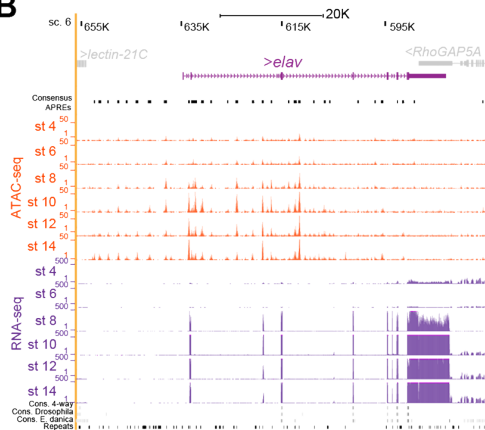 B
20K
sc. 6
655K 635K 615K 595K
>lectin-21C
<RhoGAP5A
>elav
Consensus
APREs
ATAC-seq
50
st 4
1
50
st 6
1
50
st 8
1
50
st 10
1
50
st 12
1
50
st 14
1
RNA-seq
500
st 4
1
500
st 6
1
500
st 8
1
500
st 10
1
500
st 12
1
500
st 14
1
Cons. 4-way
Cons. Drosophila
Cons. E_danica
Repeats